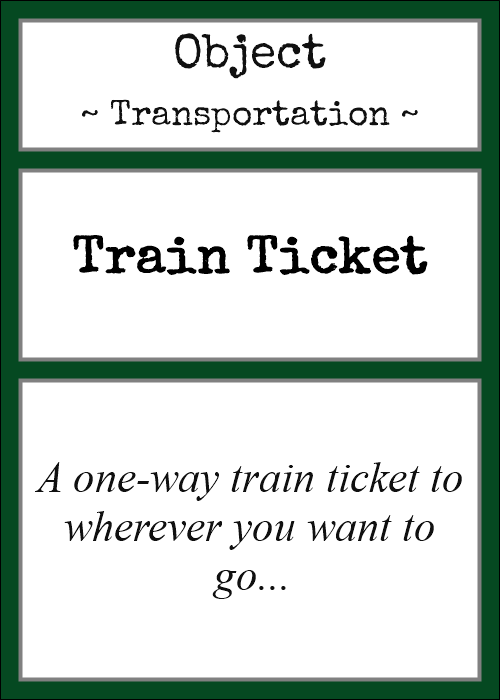 Object
~ Transportation ~
Train Ticket
A one-way train ticket to
wherever you want to
go...